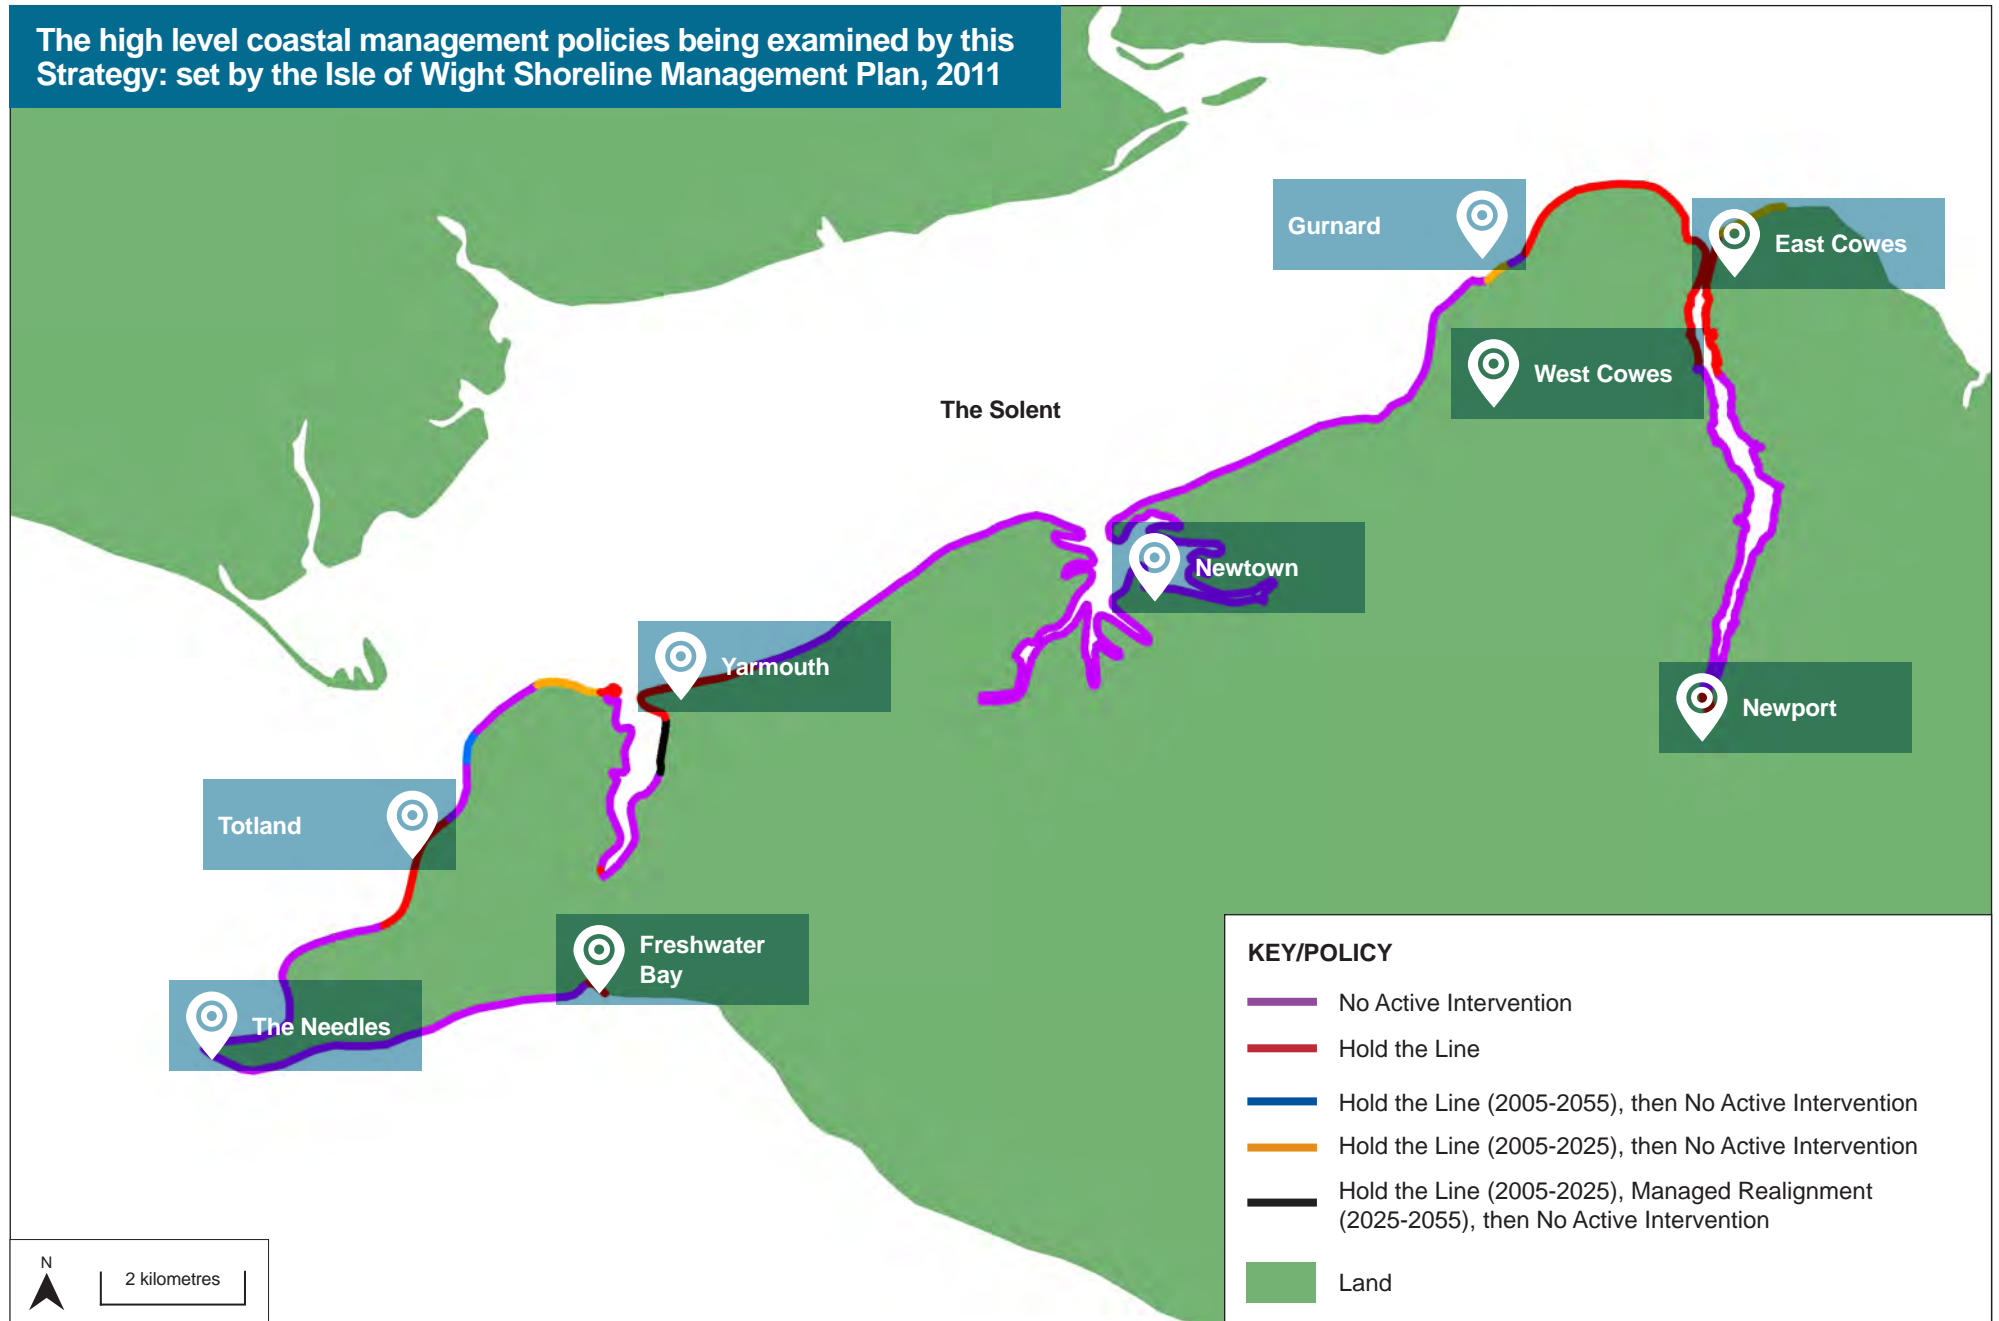 The high level coastal management policies being examined by this
Strategy: set by the Isle of Wight Shoreline Management Plan, 2011
Gurnard
East Cowes
West Cowes
The Solent
Newtown
Yarmouth
Newport
Totland
Freshwater
Bay
The Needles
KEY/POLICY
No Active Intervention
Hold the Line
Hold the Line (2005-2055), then No Active Intervention
Hold the Line (2005-2025), then No Active Intervention
Hold the Line (2005-2025), Managed Realignment
(2025-2055), then No Active Intervention
Land
N
2 kilometres